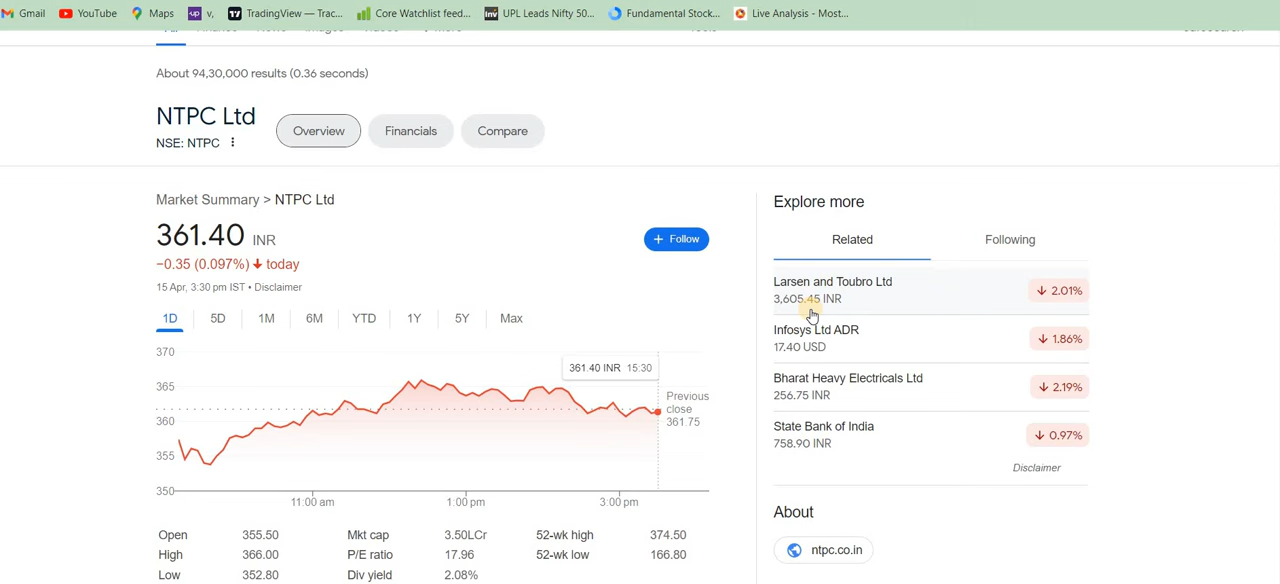 Gmail YouTube Maps up v, 17 TradingView — Trac... Core Watchlist feed... inv UPL Leads Nifty 50... Fundamental Stock... Live Analysis - Most...
About 94,30,000 results (0.36 seconds)
NTPC Ltd
NSE: NTPC
Overview Financials Compare
Market Summary > NTPC Ltd
361.40 INR
+ Follow
−0.35 (0.097%) ↓ today
15 Apr, 3:30 pm IST • Disclaimer
1D 5D 1M 6M YTD 1Y 5Y Max
370
365
360
355
350
361.40 INR 15:30
Previous
close
361.75
11:00 am 1:00 pm 3:00 pm
Open 355.50 Mkt cap 3.50LCr 52-wk high 374.50
High 366.00 P/E ratio 17.96 52-wk low 166.80
Low 352.80 Div yield 2.08%
Explore more
Related Following
Larsen and Toubro Ltd
3,605.45 INR ↓ 2.01%
Infosys Ltd ADR
17.40 USD ↓ 1.86%
Bharat Heavy Electricals Ltd
256.75 INR ↓ 2.19%
State Bank of India
758.90 INR ↓ 0.97%
Disclaimer
About
ntpc.co.in